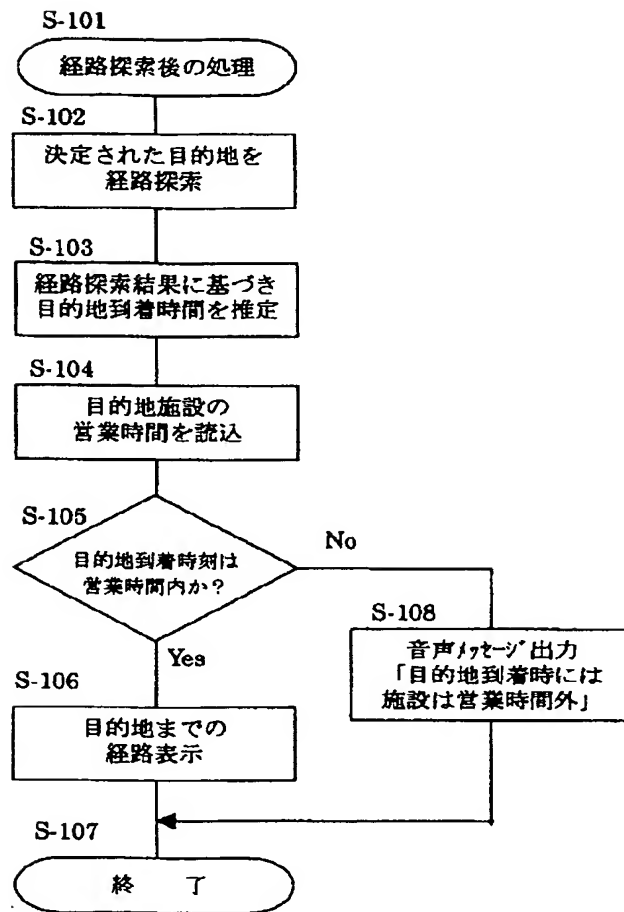 S-101
経路探索後の処理
S-102
決定された目的地を
経路探索
S-103
経路探索結果に基づき
目的地到着時間を推定
S-104
目的地施設の
営業時間を読込
S-105
目的地到着時刻は
営業時間内か?
No
S-108
音声ﾒｯｾｰｼﾞ出力
「目的地到着時には
施設は営業時間外」
Yes
S-106
目的地までの
経路表示
S-107
終 了